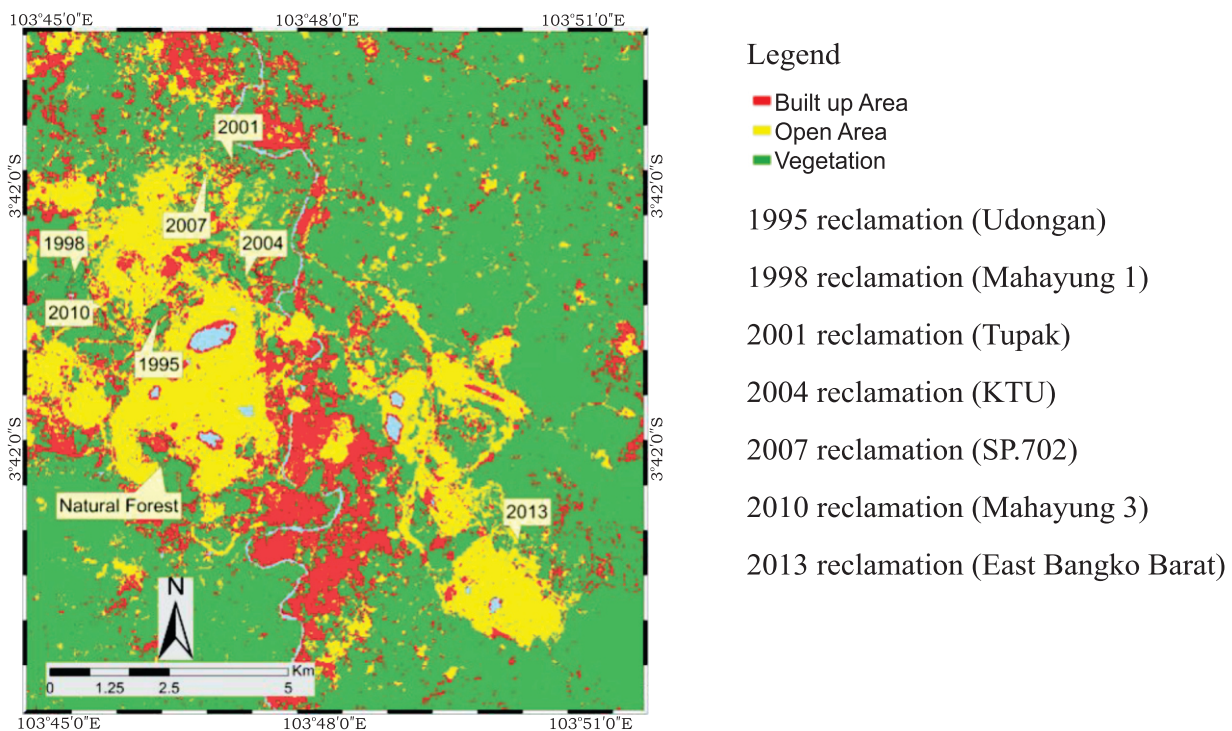 103°45'0"E 103°48'0"E 103°51'0"E
Legend
Built up Area
Open Area
Vegetation
2001
3°42'0"S
3°42'0"S
2007
1998
2004
1995 reclamation (Udongan)
1998 reclamation (Mahayung 1)
2010
2001 reclamation (Tupak)
1995
2004 reclamation (KTU)
3°42'0"S
3°42'0"S
2007 reclamation (SP.702)
Natural Forest
2013
2010 reclamation (Mahayung 3)
2013 reclamation (East Bangko Barat)
N
Km
0 1.25 2.5 5
103°45'0"E 103°48'0"E 103°51'0"E